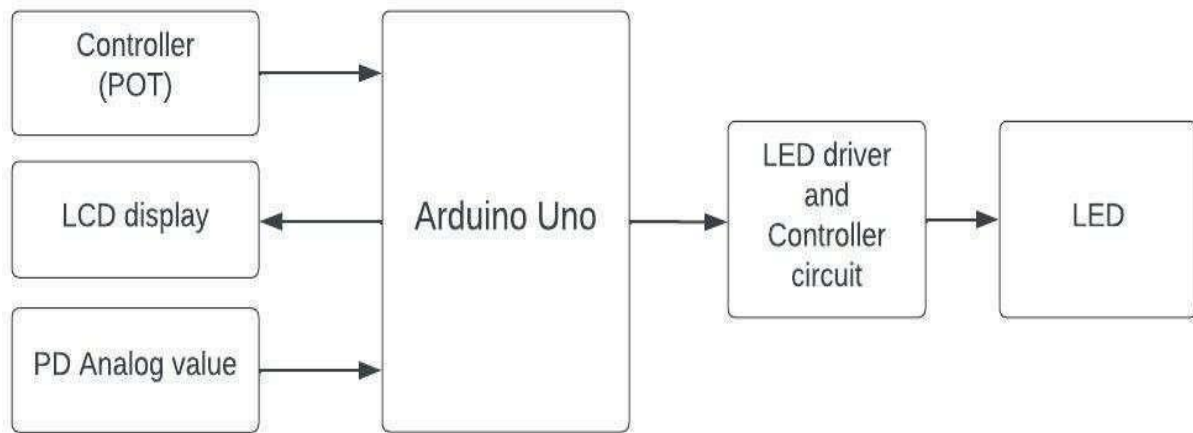 Controller
(POT)
LCD display
PD Analog value
Arduino Uno
LED driver
and
Controller
circuit
LED